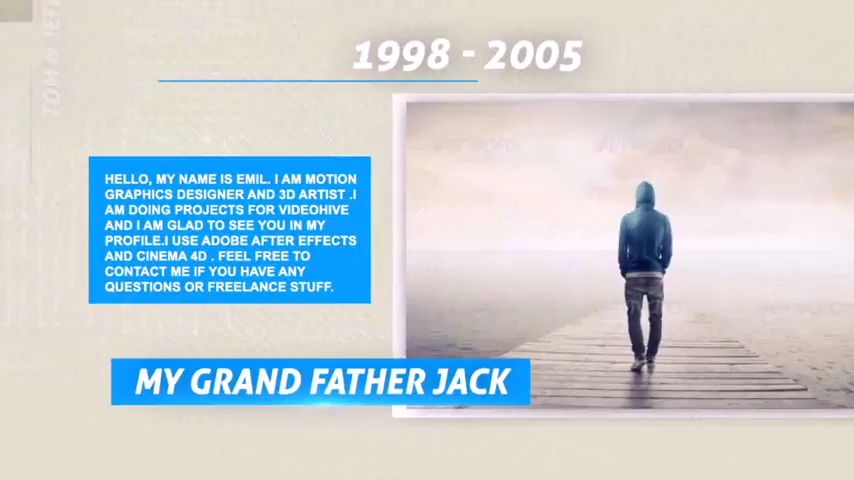 1998 - 2005
HELLO, MY NAME IS EMIL. I AM MOTION
GRAPHICS DESIGNER AND 3D ARTIST .I
AM DOING PROJECTS FOR VIDEOHIVE
AND I AM GLAD TO SEE YOU IN MY
PROFILE.I USE ADOBE AFTER EFFECTS
AND CINEMA 4D . FEEL FREE TO
CONTACT ME IF YOU HAVE ANY
QUESTIONS OR FREELANCE STUFF.
MY GRAND FATHER JACK